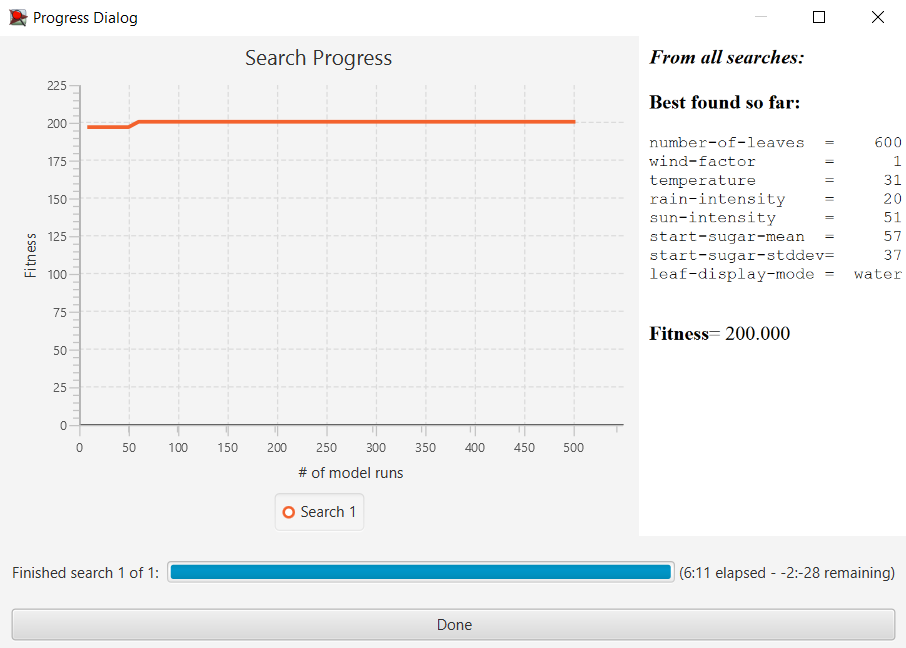 Progress Dialog
Search Progress
Fitness
225
200
175
150
125
100
75
50
25
0
0 50 100 150 200 250 300 350 400 450 500
# of model runs
Search 1
From all searches:
Best found so far:
number-of-leaves = 600
wind-factor = 1
temperature = 31
rain-intensity = 20
sun-intensity = 51
start-sugar-mean = 57
start-sugar-stddev= 37
leaf-display-mode = water
Fitness= 200.000
Finished search 1 of 1: (6:11 elapsed - -2:-28 remaining)
Done